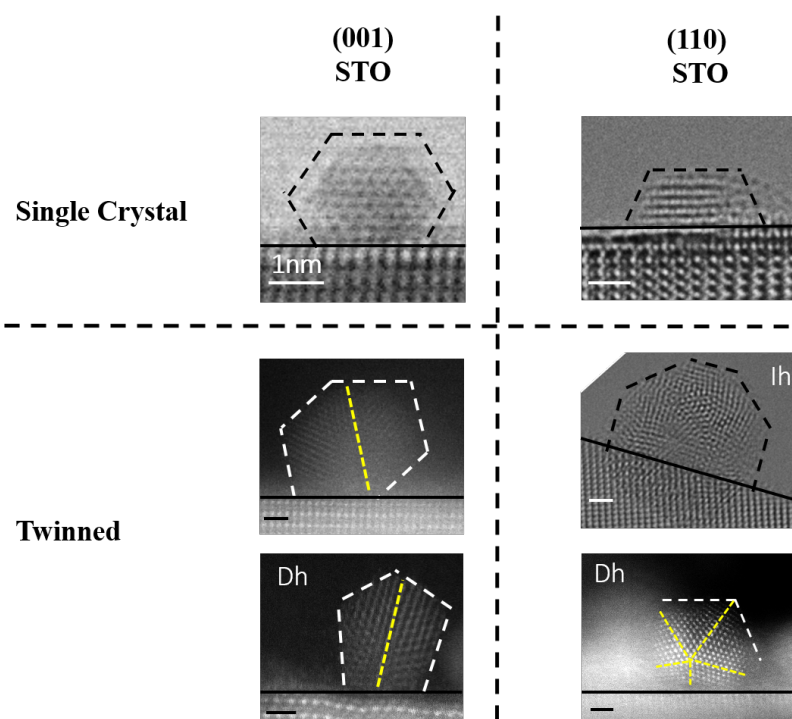 (001)
STO
(110)
STO
Single Crystal
1nm
Twinned
Ih
Dh
Dh